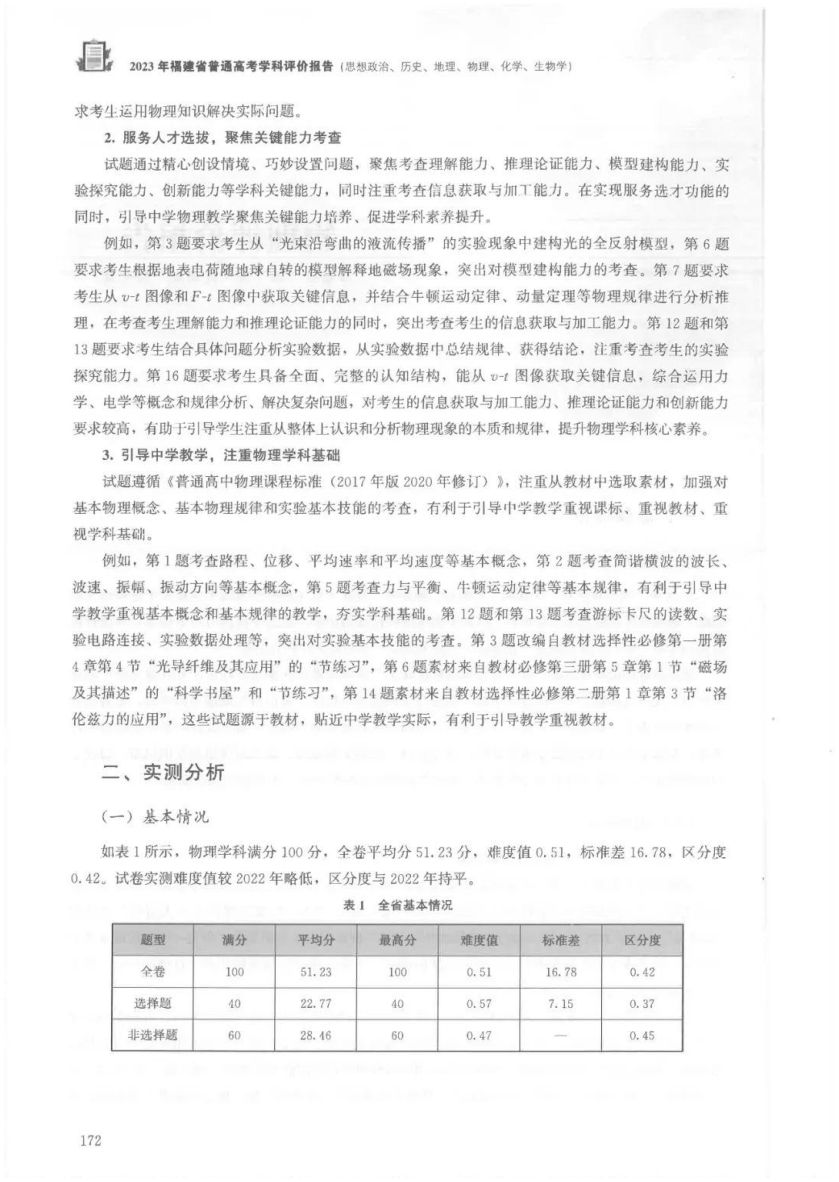 2023 年福建省普通高考学科评价报告（思想政治、历史、地理、物理、化学、生物学）
求考生运用物理知识解决实际问题。
2. 服务人才选拔，聚焦关键能力考查
试题通过精心创设情境、巧妙设置问题，聚焦考查理解能力、推理论证能力、模型建构能力、实
验探究能力、创新能力等学科关键能力，同时注重考查信息获取与加工能力。在实现服务选才功能的
同时，引导中学物理教学聚焦关键能力培养、促进学科素养提升。
例如，第 3 题要求考生从“光束沿弯曲的液流传播”的实验现象中建构光的全反射模型，第 6 题
要求考生根据地表电荷随地球自转的模型解释地磁场现象，突出对模型建构能力的考查。第 7 题要求
考生从 v-t 图像和 F-t 图像中获取关键信息，并结合牛顿运动定律、动量定理等物理规律进行分析推
理，在考查考生理解能力和推理论证能力的同时，突出考查考生的信息获取与加工能力。第 12 题和第
13 题要求考生结合具体问题分析实验数据，从实验数据中总结规律、获得结论，注重考查考生的实验
探究能力。第 16 题要求考生具备全面、完整的认知结构，能从 v-t 图像获取关键信息，综合运用力
学、电学等概念和规律分析、解决复杂问题，对考生的信息获取与加工能力、推理论证能力和创新能力
要求较高，有助于引导学生注重从整体上认识和分析物理现象的本质和规律，提升物理学科核心素养。
3. 引导中学教学，注重物理学科基础
试题遵循《普通高中物理课程标准（2017 年版 2020 年修订）》，注重从教材中选取素材，加强对
基本物理概念、基本物理规律和实验基本技能的考查，有利于引导中学教学重视课标、重视教材、重
视学科基础。
例如，第 1 题考查路程、位移、平均速率和平均速度等基本概念，第 2 题考查简谐横波的波长、
波速、振幅、振动方向等基本概念，第 5 题考查力与平衡、牛顿运动定律等基本规律，有利于引导中
学教学重视基本概念和基本规律的教学，夯实学科基础。第 12 题和第 13 题考查游标卡尺的读数、实
验电路连接、实验数据处理等，突出对实验基本技能的考查。第 3 题改编自教材选择性必修第一册第
4 章第 4 节“光导纤维及其应用”的“节练习”，第 6 题素材来自教材必修第三册第 5 章第 1 节“磁场
及其描述”的“科学书屋”和“节练习”，第 14 题素材来自教材选择性必修第二册第 1 章第 3 节“洛
伦兹力的应用”，这些试题源于教材，贴近中学教学实际，有利于引导教学重视教材。
二、实测分析
（一）基本情况
如表 1 所示，物理学科满分 100 分，全卷平均分 51.23 分，难度值 0.51，标准差 16.78，区分度
0.42。试卷实测难度值较 2022 年略低，区分度与 2022 年持平。
表 1 全省基本情况
题型 满分 平均分 最高分 难度值 标准差 区分度
全卷 100 51.23 100 0.51 16.78 0.42
选择题 40 22.77 40 0.57 7.15 0.37
非选择题 60 28.46 60 0.47 — 0.45
172